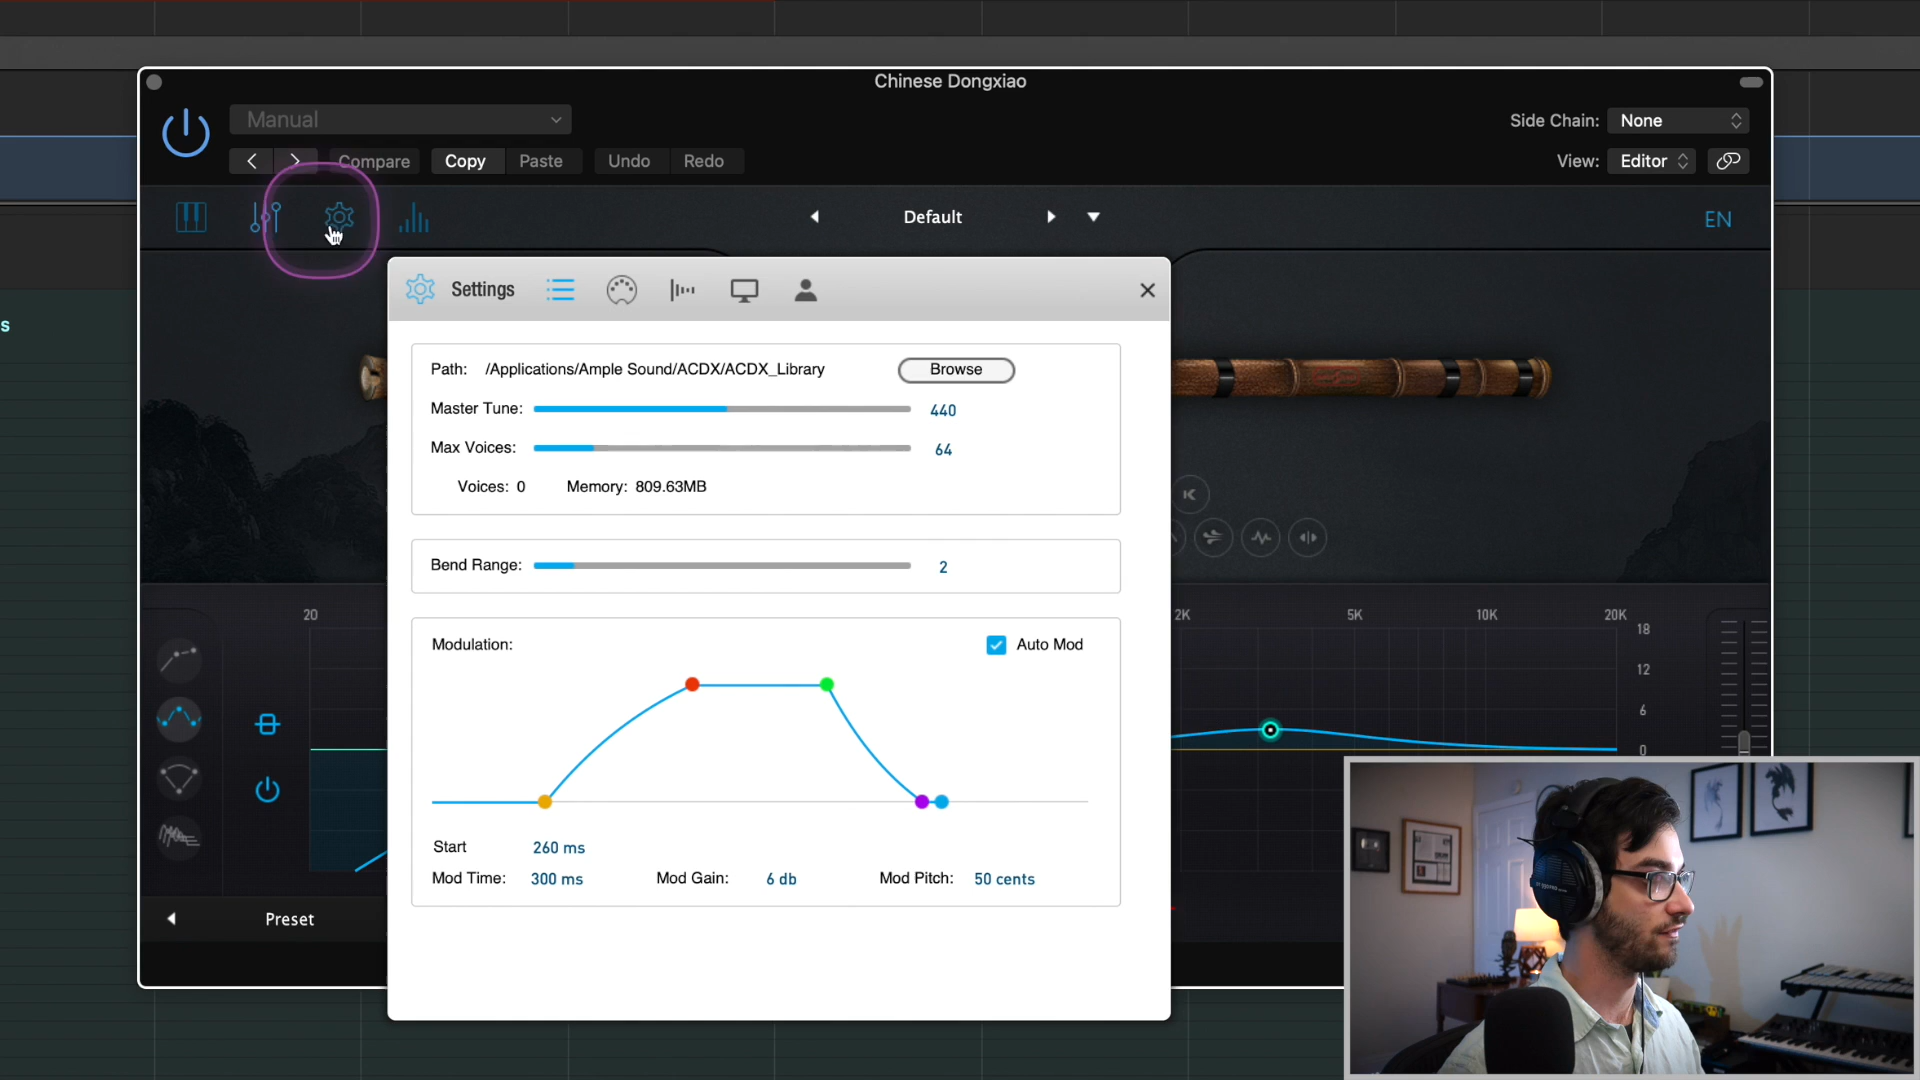 Chinese Dongxiao
Manual
Side Chain: None
Compare Copy Paste Undo Redo
View: Editor
Default
EN
Settings
s
Path: /Applications/Ample Sound/ACDX/ACDX_Library Browse
Master Tune: 440
Max Voices: 64
Voices: 0 Memory: 809.63MB
Bend Range: 2
20 2K 5K 10K 20K
18
12
6
0
Modulation: Auto Mod
Start 260 ms
Mod Time: 300 ms Mod Gain: 6 db Mod Pitch: 50 cents
Preset